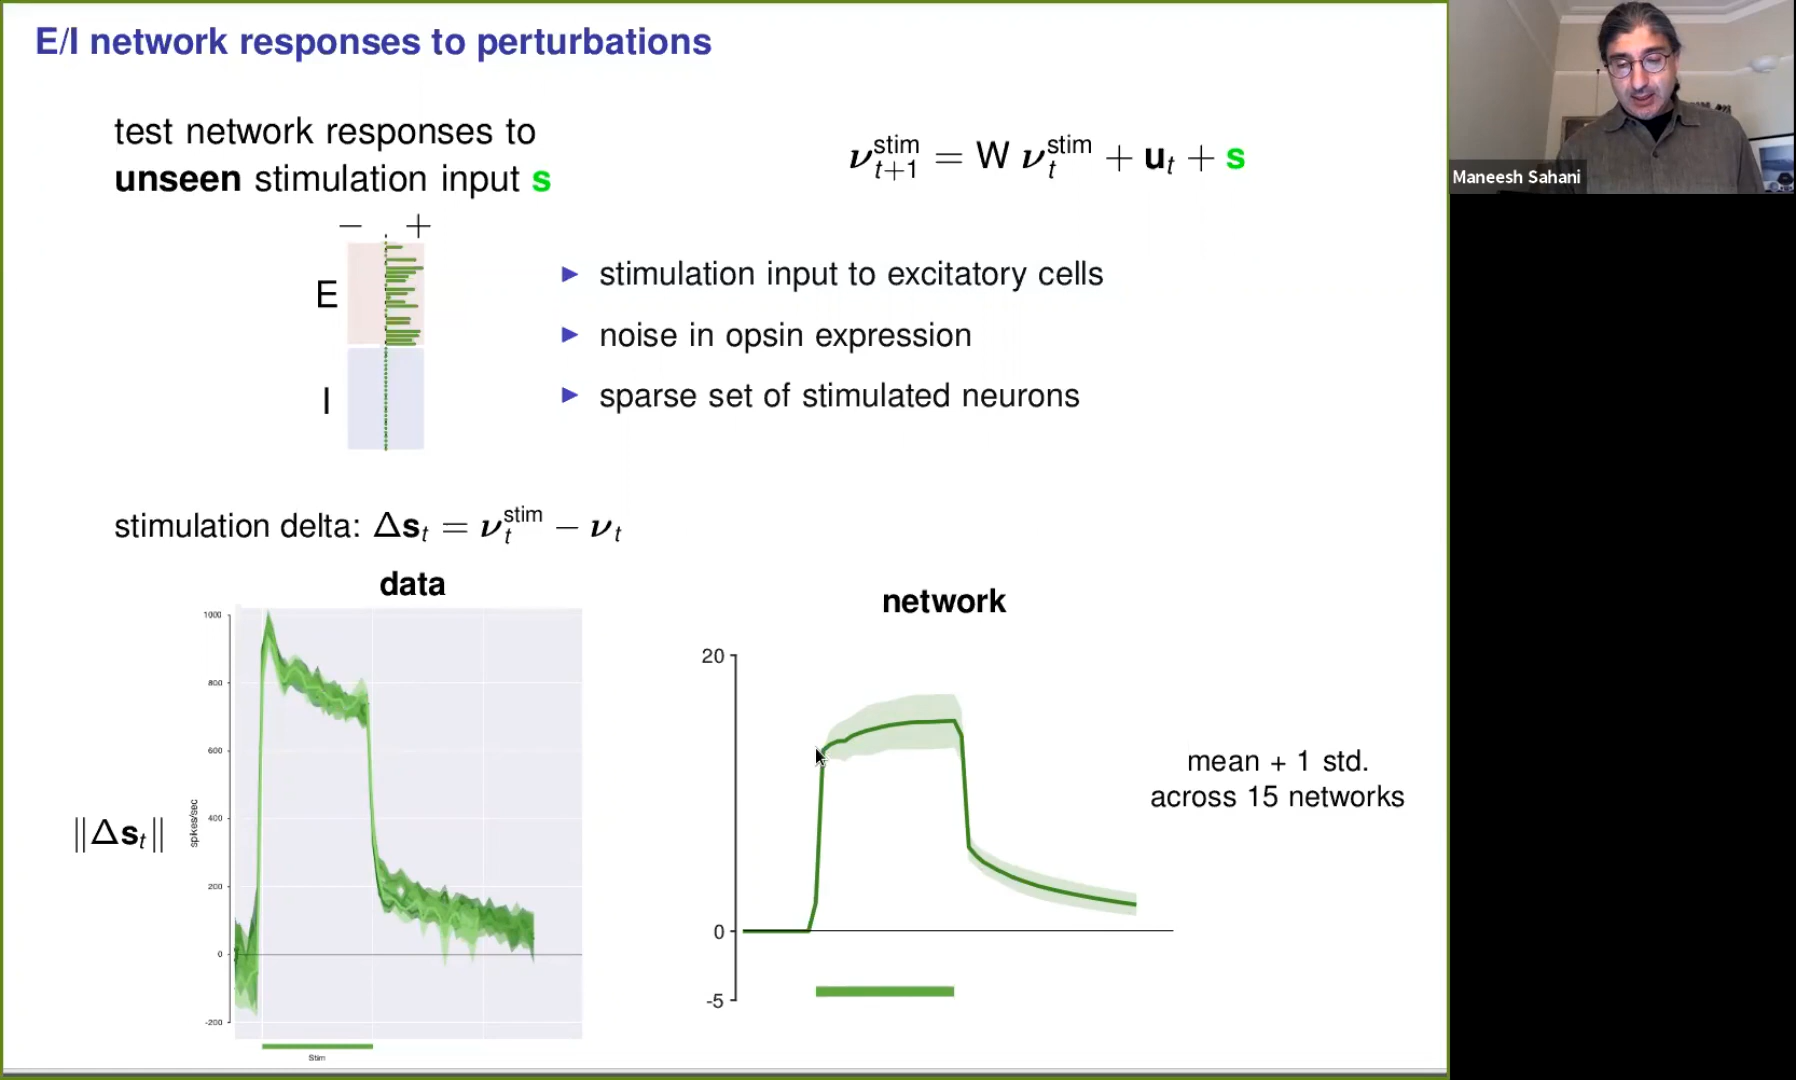 E/I network responses to perturbations
Maneesh Sahani
test network responses to
unseen stimulation input s
ν^stim_{t+1} = W ν^stim_t + u_t + s
− +
E
I
► stimulation input to excitatory cells
► noise in opsin expression
► sparse set of stimulated neurons
stimulation delta: Δs_t = ν^stim_t − ν_t
data
network
‖Δs_t‖
spikes/sec
1000
800
600
400
200
0
-200
Stim
20
0
-5
mean + 1 std.
across 15 networks